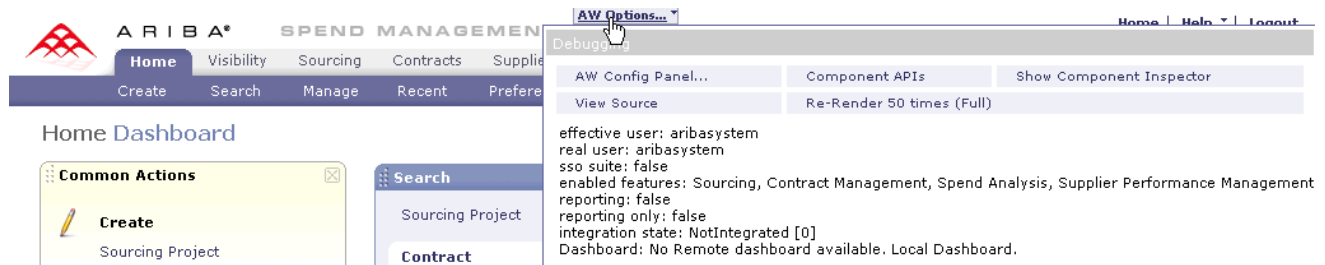 AW Options...
ARIBA® SPEND MANAGEMEN
Home | Help | Logout
Home Visibility Sourcing Contracts Supplie
Create Search Manage Recent Prefere
Debugging
AW Config Panel... Component APIs Show Component Inspector
View Source Re-Render 50 times (Full)
effective user: aribasystem
real user: aribasystem
sso suite: false
enabled features: Sourcing, Contract Management, Spend Analysis, Supplier Performance Management
reporting: false
reporting only: false
integration state: NotIntegrated [0]
Dashboard: No Remote dashboard available. Local Dashboard.
Home Dashbo
Common Actions
Create
Sourcing Project
Search
Sourcing Project
Contract